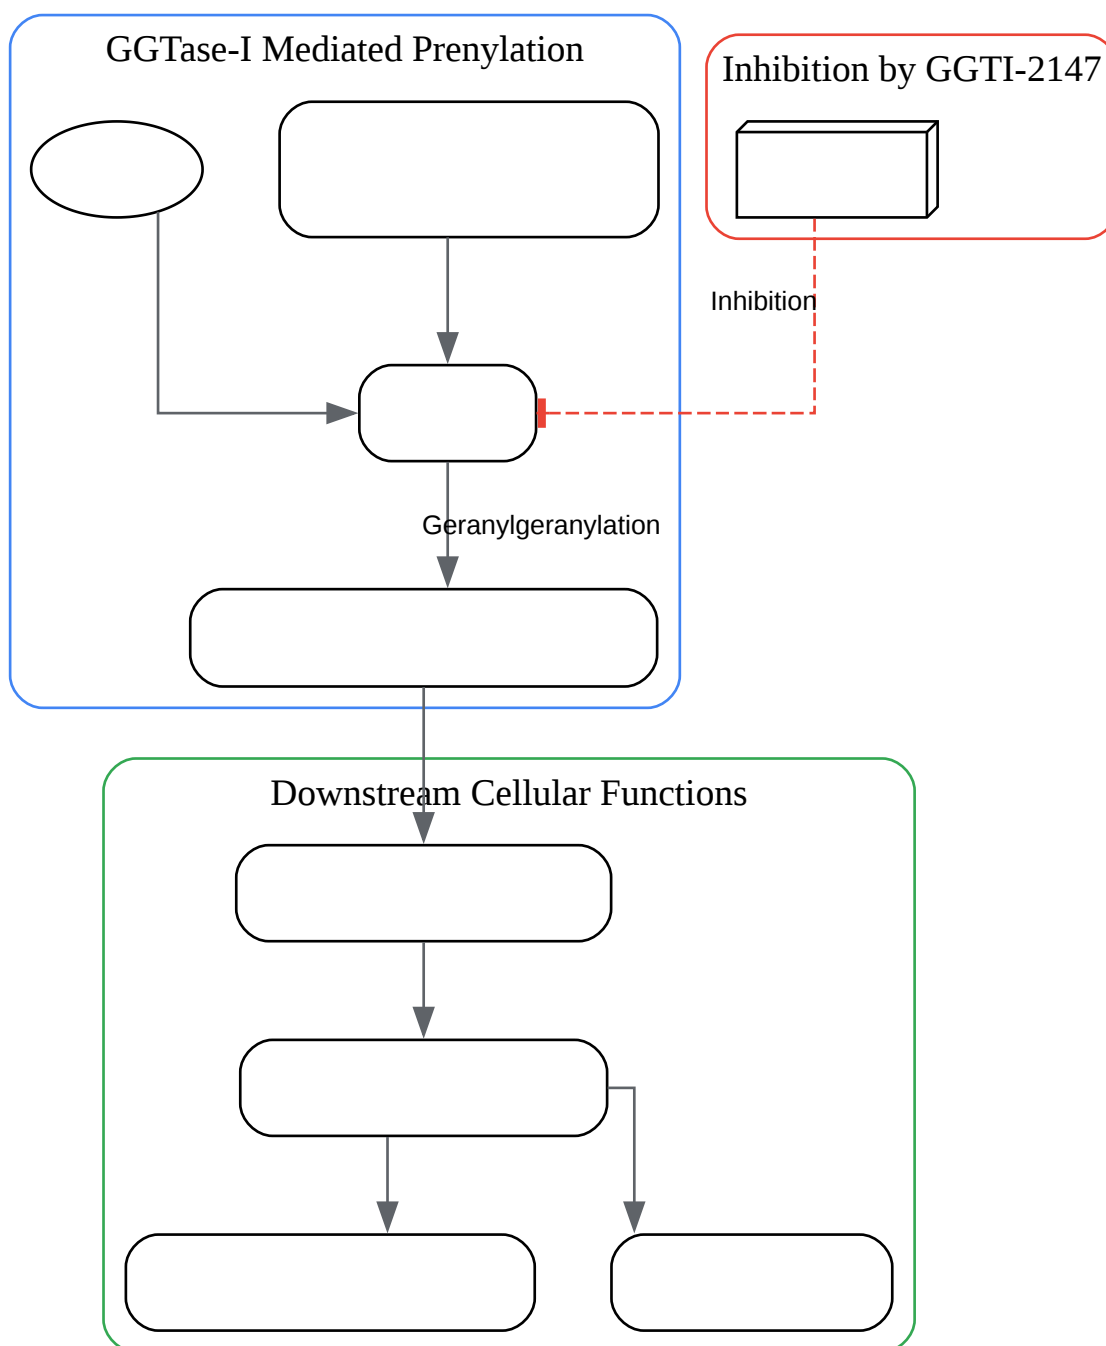 GGTase-I Mediated Prenylation
Inhibition by GGTI-2147
Inhibition
Geranylgeranylation
Downstream Cellular Functions